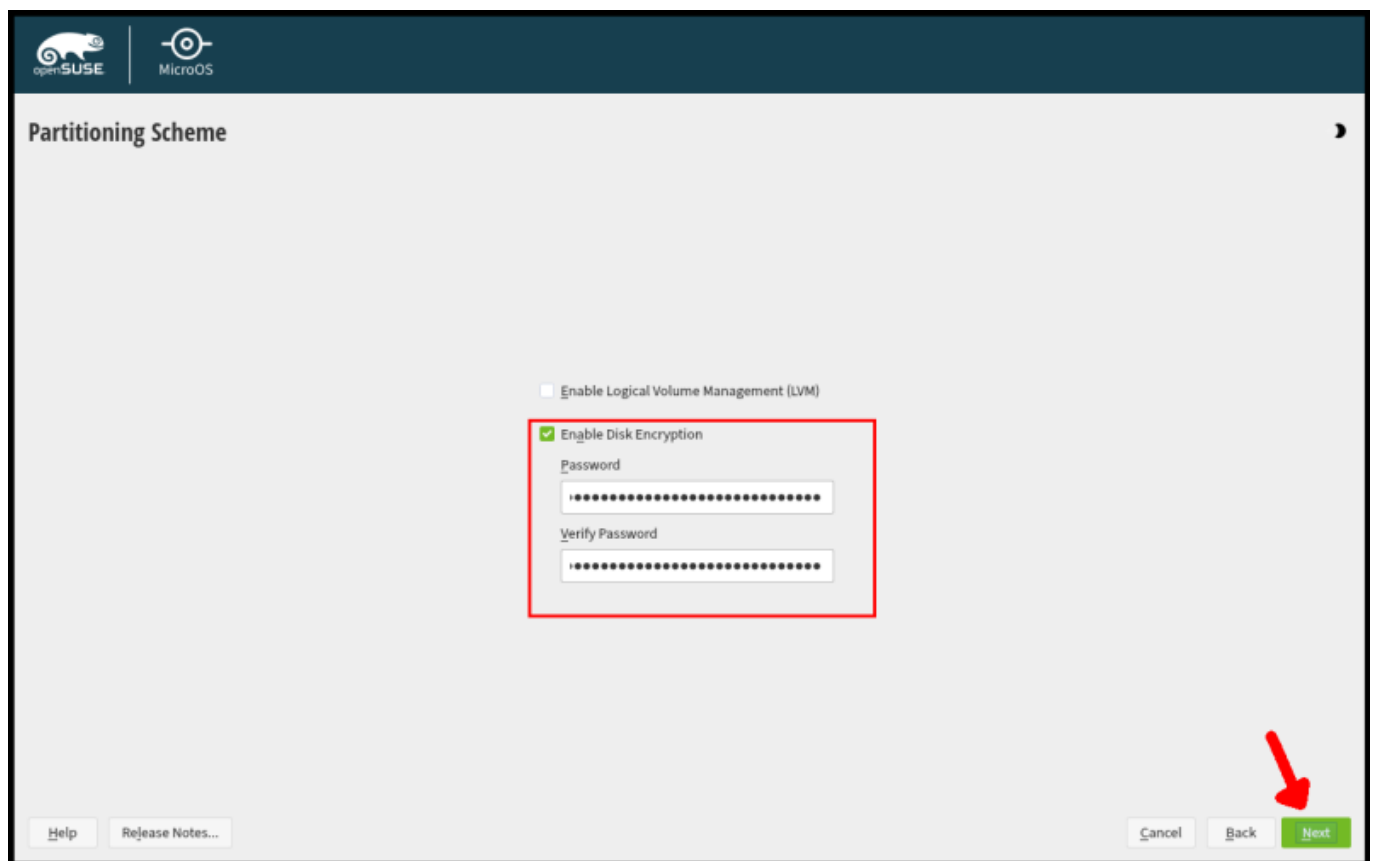 openSUSE
MicroOS
Partitioning Scheme
Enable Logical Volume Management (LVM)
Enable Disk Encryption
Password
●●●●●●●●●●●●●●●●●●●●●●●●●●●●
Verify Password
●●●●●●●●●●●●●●●●●●●●●●●●●●●●
Help Release Notes... Cancel Back Next